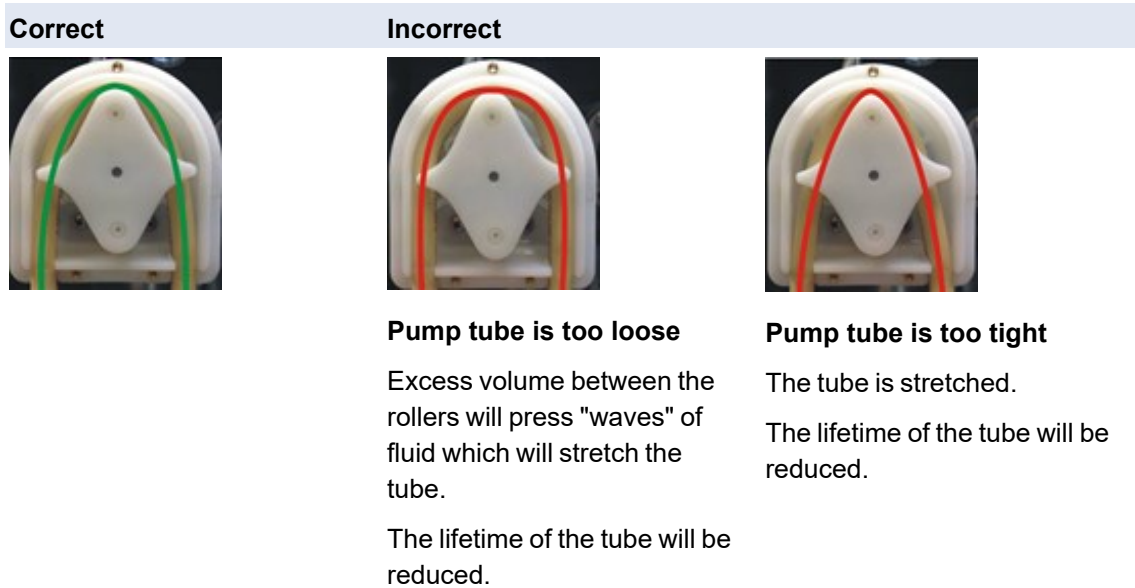 Correct
Incorrect
Pump tube is too loose
Excess volume between the
rollers will press "waves" of
fluid which will stretch the
tube.
The lifetime of the tube will be
reduced.
Pump tube is too tight
The tube is stretched.
The lifetime of the tube will be
reduced.